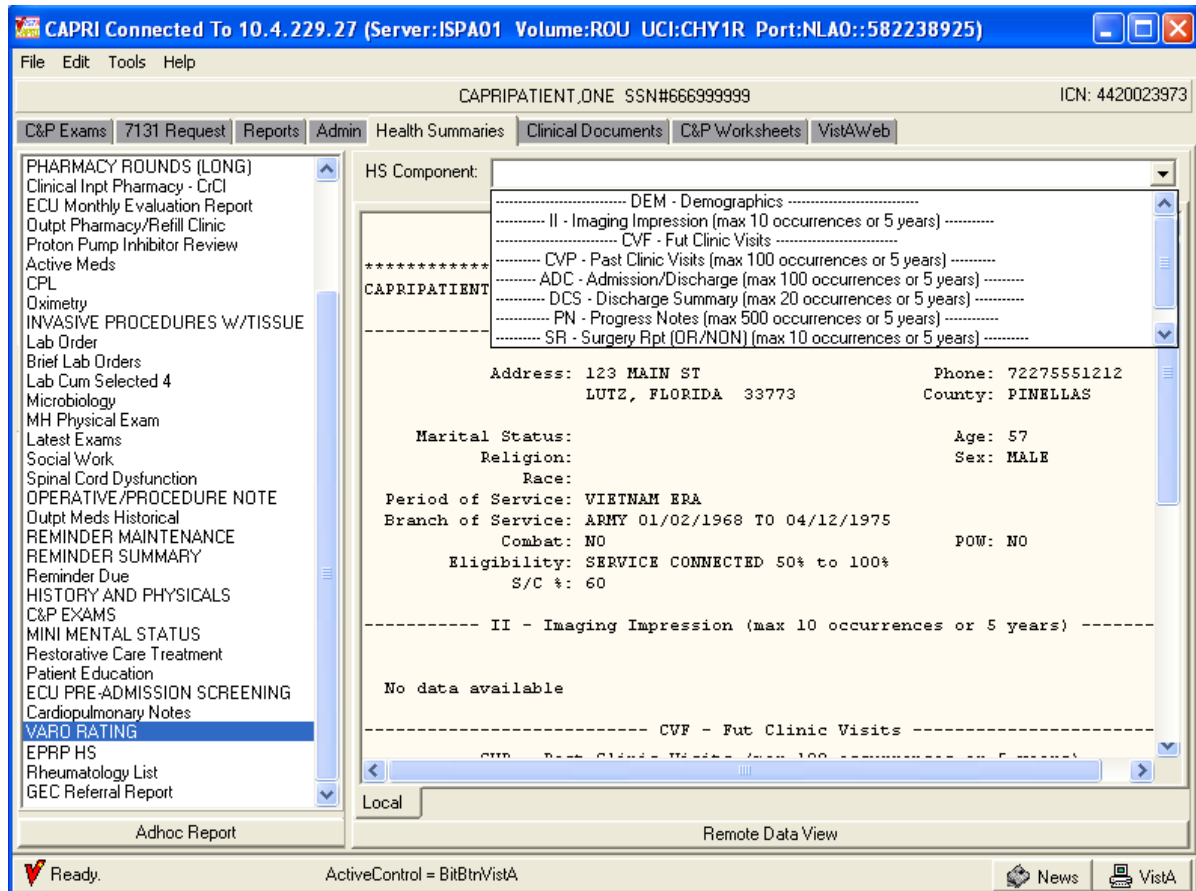 CAPRI Connected To 10.4.229.27 (Server:ISPA01 Volume:ROU UCI:CHY1R Port:NLA0::582238925)
File Edit Tools Help
CAPRIPATIENT,ONE SSN#666999999 ICN: 4420023973
C&P Exams 7131 Request Reports Admin Health Summaries Clinical Documents C&P Worksheets VistAWeb
PHARMACY ROUNDS (LONG)
Clinical Inpt Pharmacy - CrCl
ECU Monthly Evaluation Report
Outpt Pharmacy/Refill Clinic
Proton Pump Inhibitor Review
Active Meds
CPL
Oximetry
INVASIVE PROCEDURES W/TISSUE
Lab Order
Brief Lab Orders
Lab Cum Selected 4
Microbiology
MH Physical Exam
Latest Exams
Social Work
Spinal Cord Dysfunction
OPERATIVE/PROCEDURE NOTE
Outpt Meds Historical
REMINDER MAINTENANCE
REMINDER SUMMARY
Reminder Due
HISTORY AND PHYSICALS
C&P EXAMS
MINI MENTAL STATUS
Restorative Care Treatment
Patient Education
ECU PRE-ADMISSION SCREENING
Cardiopulmonary Notes
VARO RATING
EPRP HS
Rheumatology List
GEC Referral Report
Adhoc Report
HS Component:
---------------------------- DEM - Demographics ----------------------------
----------- II - Imaging Impression (max 10 occurrences or 5 years) -----------
-------------------------- CVF - Fut Clinic Visits --------------------------
---------- CVP - Past Clinic Visits (max 100 occurrences or 5 years) ----------
--------- ADC - Admission/Discharge (max 100 occurrences or 5 years) ---------
----------- DCS - Discharge Summary (max 20 occurrences or 5 years) -----------
------------ PN - Progress Notes (max 500 occurrences or 5 years) ------------
---------- SR - Surgery Rpt (OR/NON) (max 10 occurrences or 5 years) ----------
************
CAPRIPATIENT
Address: 123 MAIN ST Phone: 72275551212
LUTZ, FLORIDA 33773 County: PINELLAS
Marital Status: Age: 57
Religion: Sex: MALE
Race:
Period of Service: VIETNAM ERA
Branch of Service: ARMY 01/02/1968 TO 04/12/1975
Combat: NO POW: NO
Eligibility: SERVICE CONNECTED 50% to 100%
S/C %: 60
----------- II - Imaging Impression (max 10 occurrences or 5 years) -------
No data available
--------------------------- CVF - Fut Clinic Visits -----------------------
CVP - Past Clinic Visits (max 100 occurrences or 5 years)
Local
Remote Data View
Ready. ActiveControl = BitBtnVistA News VistA